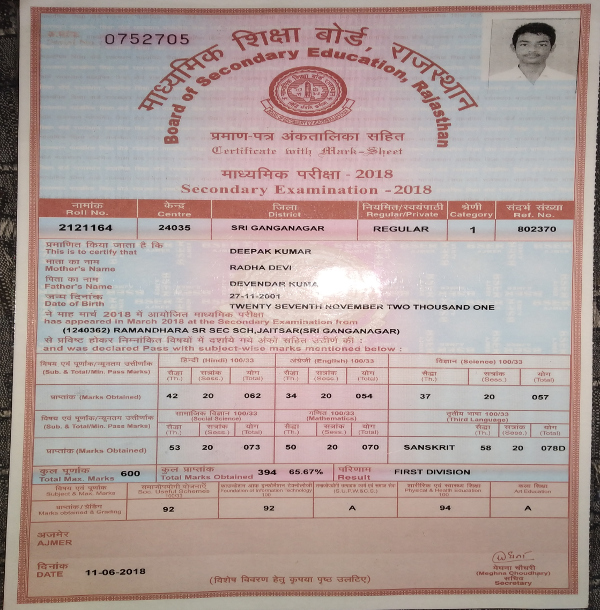 0752705
माध्यमिक शिक्षा बोर्ड, राजस्थान
Board of Secondary Education, Rajasthan
प्रमाण-पत्र अंकतालिका सहित
Certificate with Mark-Sheet
माध्यमिक परीक्षा - 2018
Secondary Examination -2018
नामांक केन्द्र जिला नियमित/स्वयंपाठी श्रेणी संदर्भ संख्या
Roll No. Centre District Regular/Private Category Ref. No.
2121164 24035 SRI GANGANAGAR REGULAR 1 802370
प्रमाणित किया जाता है कि
This is to certify that DEEPAK KUMAR
माता का नाम
Mother's Name RADHA DEVI
पिता का नाम
Father's Name DEVENDAR KUMA
जन्म दिनांक 27-11-2001
Date of Birth TWENTY SEVENTH NOVEMBER TWO THOUSAND ONE
ने माह मार्च 2018 में आयोजित माध्यमिक परीक्षा
has appeared in March 2018 at the Secondary Examination from
(1240362) RAMANDHARA SR SEC SCH,JAITSAR(SRI GANGANAGAR)
से प्रविष्ट होकर निम्नांकित विषयों में दर्शाये गये अंको सहित उत्तीर्ण की :
and was declared Pass with subject-wise marks mentioned below :
विषय एवं पूर्णांक/न्यूनतम उत्तीर्णांक हिन्दी (Hindi) 100/33 अंग्रेजी (English) 100/33 विज्ञान (Science) 100/33
(Sub. & Total/Min. Pass Marks) सैद्धा सत्रांक योग सैद्धा सत्रांक योग सैद्धा सत्रांक योग
(Th.) (Sess.) (Total) (Th.) (Sess.) (Total) (Th.) (Sess.) (Total)
प्राप्तांक (Marks Obtained) 42 20 062 34 20 054 37 20 057
विषय एवं पूर्णांक/न्यूनतम उत्तीर्णांक सामाजिक विज्ञान 100/33 गणित 100/33 तृतीय भाषा 100/33
(Social Science) (Mathematics) (Third Language)
(Sub. & Total/Min. Pass Marks) सैद्धा सत्रांक योग सैद्धा सत्रांक योग सैद्धा सत्रांक योग
(Th.) (Sess.) (Total) (Th.) (Sess.) (Total) (Th.) (Sess.) (Total)
प्राप्तांक (Marks Obtained) 53 20 073 50 20 070 SANSKRIT 58 20 078D
कुल पूर्णांक 600 कुल प्राप्तांक 394 65.67% परिणाम FIRST DIVISION
Total Max. Marks Total Marks Obtained Result
विषय एवं पूर्णांक
Subject & Max. Marks
Physical & Health Education
Art Education
प्राप्तांक/ग्रेडिंग 92 92 A 94 A
Marks obtained & Grading
अजमेर
AJMER
दिनांक
DATE 11-06-2018
मेघना चौधरी
(Meghna Choudhary)
सचिव
Secretary
(विशेष विवरण हेतु कृपया पृष्ठ उलटिए)